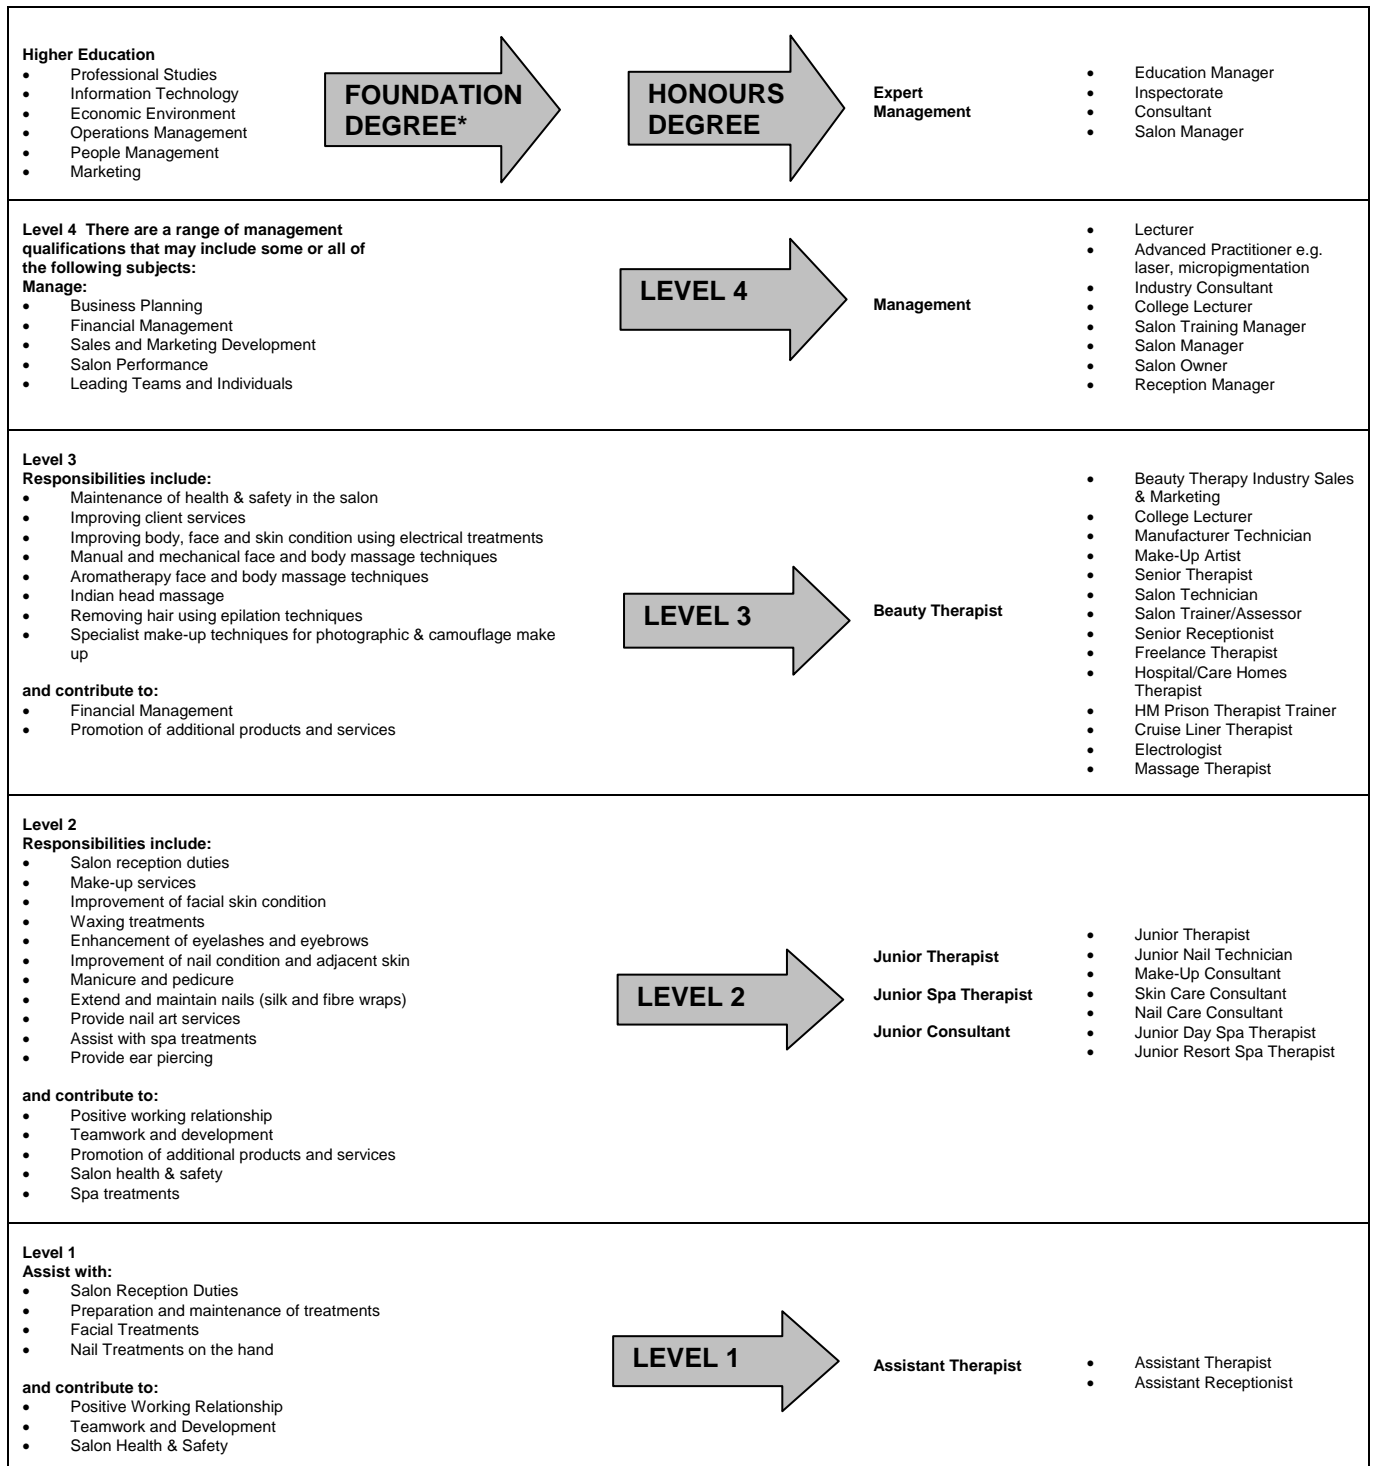 Higher Education
• Professional Studies
• Information Technology
• Economic Environment
• Operations Management
• People Management
• Marketing
FOUNDATION
DEGREE*
HONOURS
DEGREE
Expert
Management
• Education Manager
• Inspectorate
• Consultant
• Salon Manager
Level 4 There are a range of management
qualifications that may include some or all of
the following subjects:
Manage:
• Business Planning
• Financial Management
• Sales and Marketing Development
• Salon Performance
• Leading Teams and Individuals
LEVEL 4
Management
• Lecturer
• Advanced Practitioner e.g.
laser, micropigmentation
• Industry Consultant
• College Lecturer
• Salon Training Manager
• Salon Manager
• Salon Owner
• Reception Manager
Level 3
Responsibilities include:
• Maintenance of health & safety in the salon
• Improving client services
• Improving body, face and skin condition using electrical treatments
• Manual and mechanical face and body massage techniques
• Aromatherapy face and body massage techniques
• Indian head massage
• Removing hair using epilation techniques
• Specialist make-up techniques for photographic & camouflage make
up
and contribute to:
• Financial Management
• Promotion of additional products and services
LEVEL 3
Beauty Therapist
• Beauty Therapy Industry Sales
& Marketing
• College Lecturer
• Manufacturer Technician
• Make-Up Artist
• Senior Therapist
• Salon Technician
• Salon Trainer/Assessor
• Senior Receptionist
• Freelance Therapist
• Hospital/Care Homes
Therapist
• HM Prison Therapist Trainer
• Cruise Liner Therapist
• Electrologist
• Massage Therapist
Level 2
Responsibilities include:
• Salon reception duties
• Make-up services
• Improvement of facial skin condition
• Waxing treatments
• Enhancement of eyelashes and eyebrows
• Improvement of nail condition and adjacent skin
• Manicure and pedicure
• Extend and maintain nails (silk and fibre wraps)
• Provide nail art services
• Assist with spa treatments
• Provide ear piercing
and contribute to:
• Positive working relationship
• Teamwork and development
• Promotion of additional products and services
• Salon health & safety
• Spa treatments
LEVEL 2
Junior Therapist
Junior Spa Therapist
Junior Consultant
• Junior Therapist
• Junior Nail Technician
• Make-Up Consultant
• Skin Care Consultant
• Nail Care Consultant
• Junior Day Spa Therapist
• Junior Resort Spa Therapist
Level 1
Assist with:
• Salon Reception Duties
• Preparation and maintenance of treatments
• Facial Treatments
• Nail Treatments on the hand
and contribute to:
• Positive Working Relationship
• Teamwork and Development
• Salon Health & Safety
LEVEL 1
Assistant Therapist
• Assistant Therapist
• Assistant Receptionist